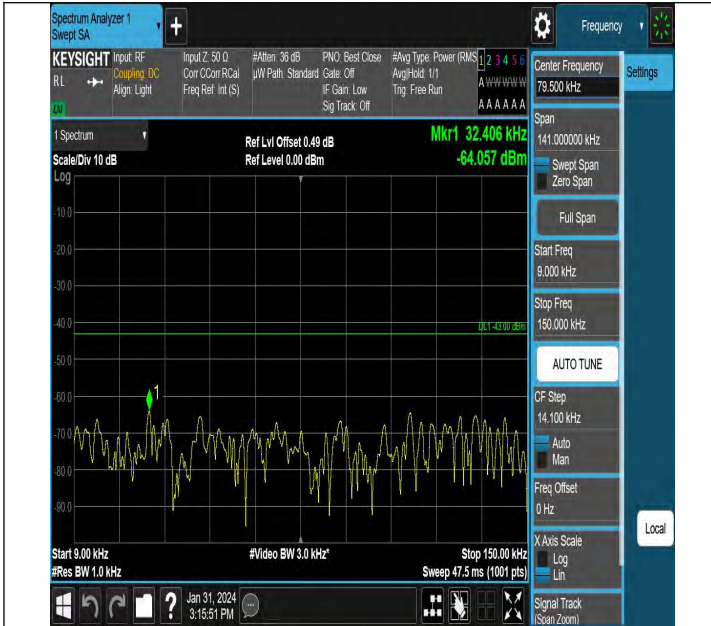 Spectrum Analyzer 1
Swept SA
+
Frequency
KEYSIGHT
RL
Input: RF
Coupling: DC
Align: Light
Input Z: 50 Ω
Corr CCorr RCal
Freq Ref: Int (S)
#Atten: 36 dB
µW Path: Standard
PNO: Best Close
Gate: Off
IF Gain: Low
Sig Track: Off
#Avg Type: Power (RMS
Avg|Hold: 1/1
Trig: Free Run
1 2 3 4 5 6
A W W W W W
A A A A A A
1 Spectrum
Scale/Div 10 dB
Log
Ref Lvl Offset 0.49 dB
Ref Level 0.00 dBm
Mkr1 32.406 kHz
-64.057 dBm
-10.0
-20.0
-30.0
-40.0
-50.0
-60.0
-70.0
-80.0
-90.0
DL1 -43.00 dBm
1
Start 9.00 kHz
#Res BW 1.0 kHz
#Video BW 3.0 kHz*
Stop 150.00 kHz
Sweep 47.5 ms (1001 pts)
Jan 31, 2024
3:15:51 PM
?
Center Frequency
79.500 kHz
Settings
Span
141.000000 kHz
Swept Span
Zero Span
Full Span
Start Freq
9.000 kHz
Stop Freq
150.000 kHz
AUTO TUNE
CF Step
14.100 kHz
Auto
Man
Freq Offset
0 Hz
X Axis Scale
Log
Lin
Signal Track
(Span Zoom)
Local